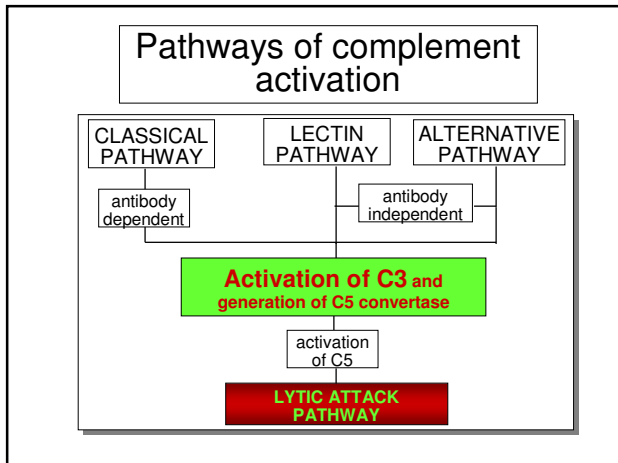 Pathways of complement
activation
CLASSICAL
PATHWAY
LECTIN
PATHWAY
ALTERNATIVE
PATHWAY
antibody
dependent
antibody
independent
Activation of C3 and
generation of C5 convertase
activation
of C5
LYTIC ATTACK
PATHWAY